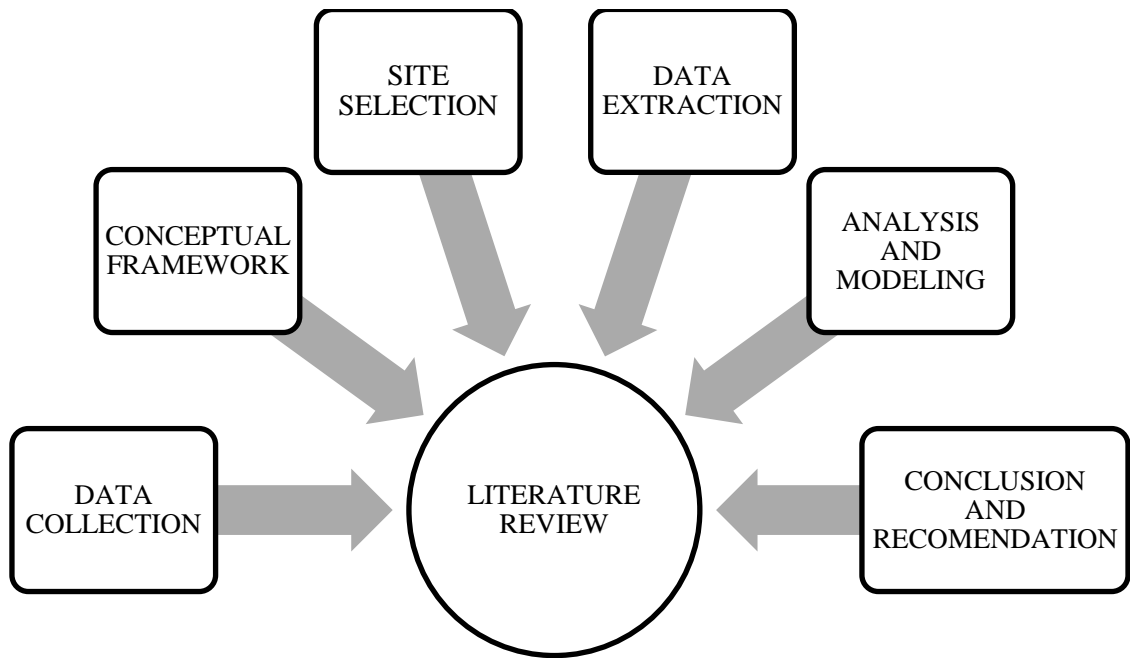 SITE
SELECTION
DATA
EXTRACTION
CONCEPTUAL
FRAMEWORK
ANALYSIS
AND
MODELING
DATA
COLLECTION
LITERATURE
REVIEW
CONCLUSION
AND
RECOMENDATION